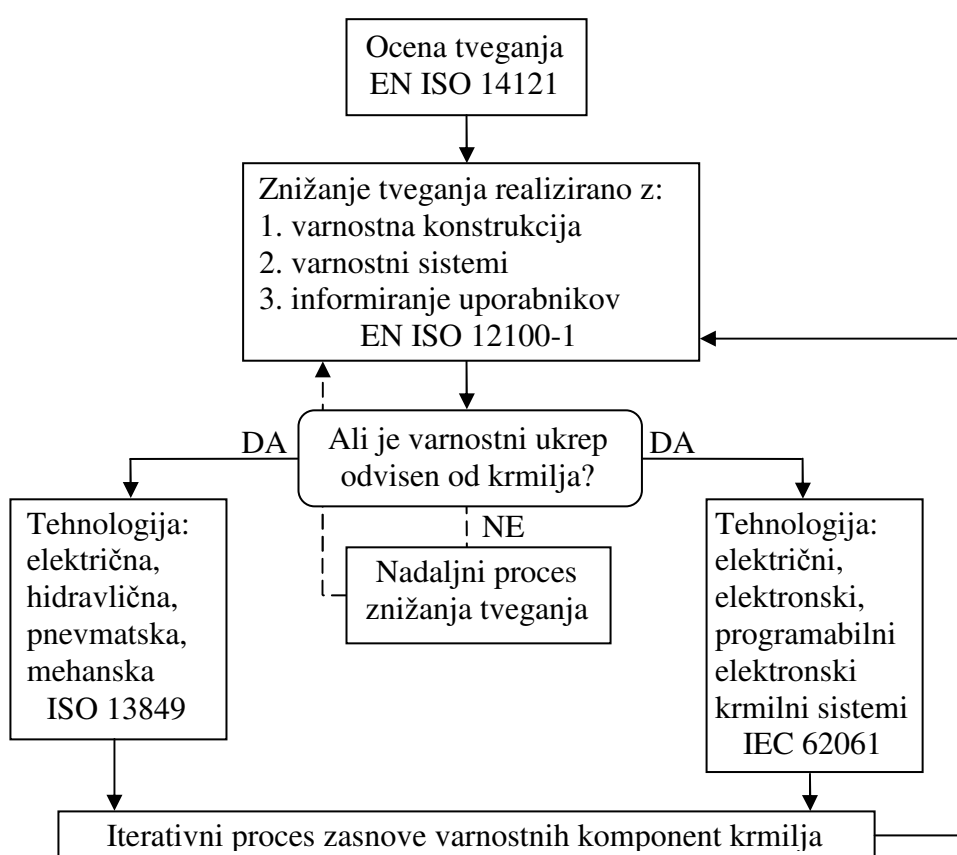 Ocena tveganja
EN ISO 14121
Znižanje tveganja realizirano z:
1. varnostna konstrukcija
2. varnostni sistemi
3. informiranje uporabnikov
EN ISO 12100-1
DA
Ali je varnostni ukrep
odvisen od krmilja?
DA
NE
Tehnologija:
električna,
hidravlična,
pnevmatska,
mehanska
ISO 13849
Nadaljni proces
znižanja tveganja
Tehnologija:
električni,
elektronski,
programabilni
elektronski
krmilni sistemi
IEC 62061
Iterativni proces zasnove varnostnih komponent krmilja